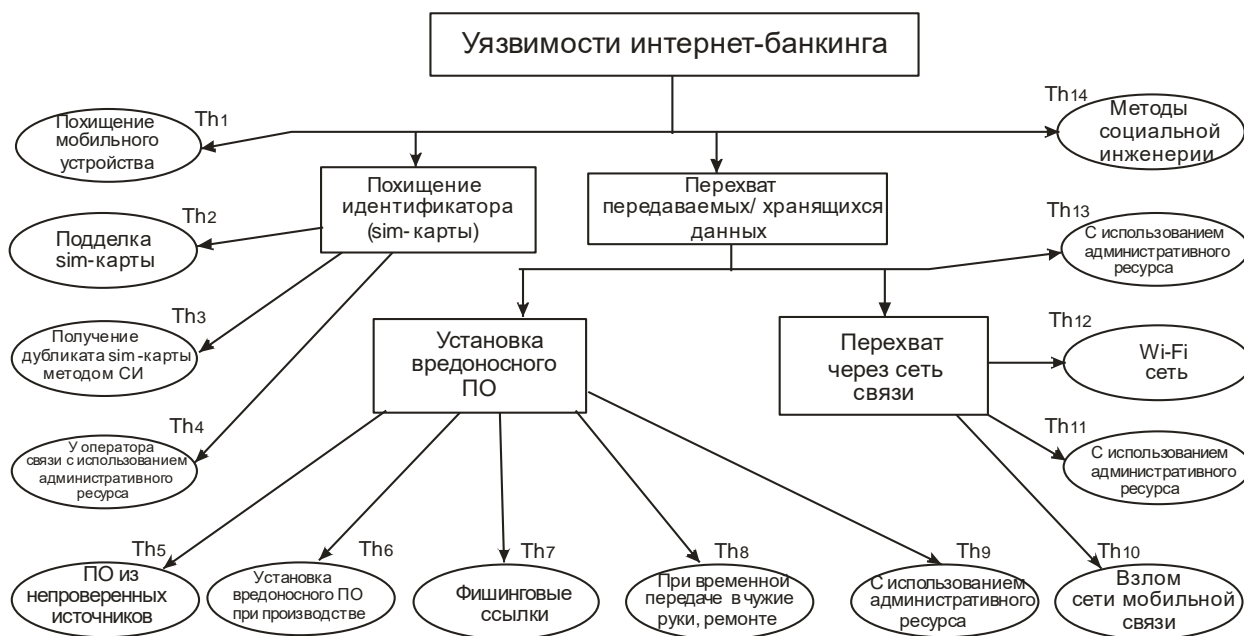 Уязвимости интернет-банкинга
Th1
Похищение
мобильного
устройства
Th14
Методы
социальной
инженерии
Похищение
идентификатора
(sim- карты)
Перехват
передаваемых/ хранящихся
данных
Th2
Подделка
sim-карты
Th13
С использованием
административного
ресурса
Th3
Получение
дубликата sim -карты
методом СИ
Установка
вредоносного
ПО
Перехват
через сеть
связи
Th12
Wi-Fi
сеть
Th4
У оператора
связи с использованием
административного
ресурса
Th11
С использованием
административного
ресурса
Th5
ПО из
непроверенных
источников
Th6
Установка
вредоносного ПО
при производстве
Th7
Фишинговые
ссылки
Th8
При временной
передаче в чужие
руки, ремонте
Th9
С использованием
административного
ресурса
Th10
Взлом
сети мобильной
связи